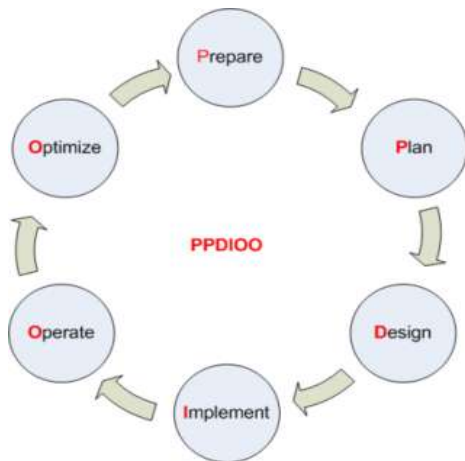 Prepare
Plan
Design
Implement
Operate
Optimize
PPDIOO